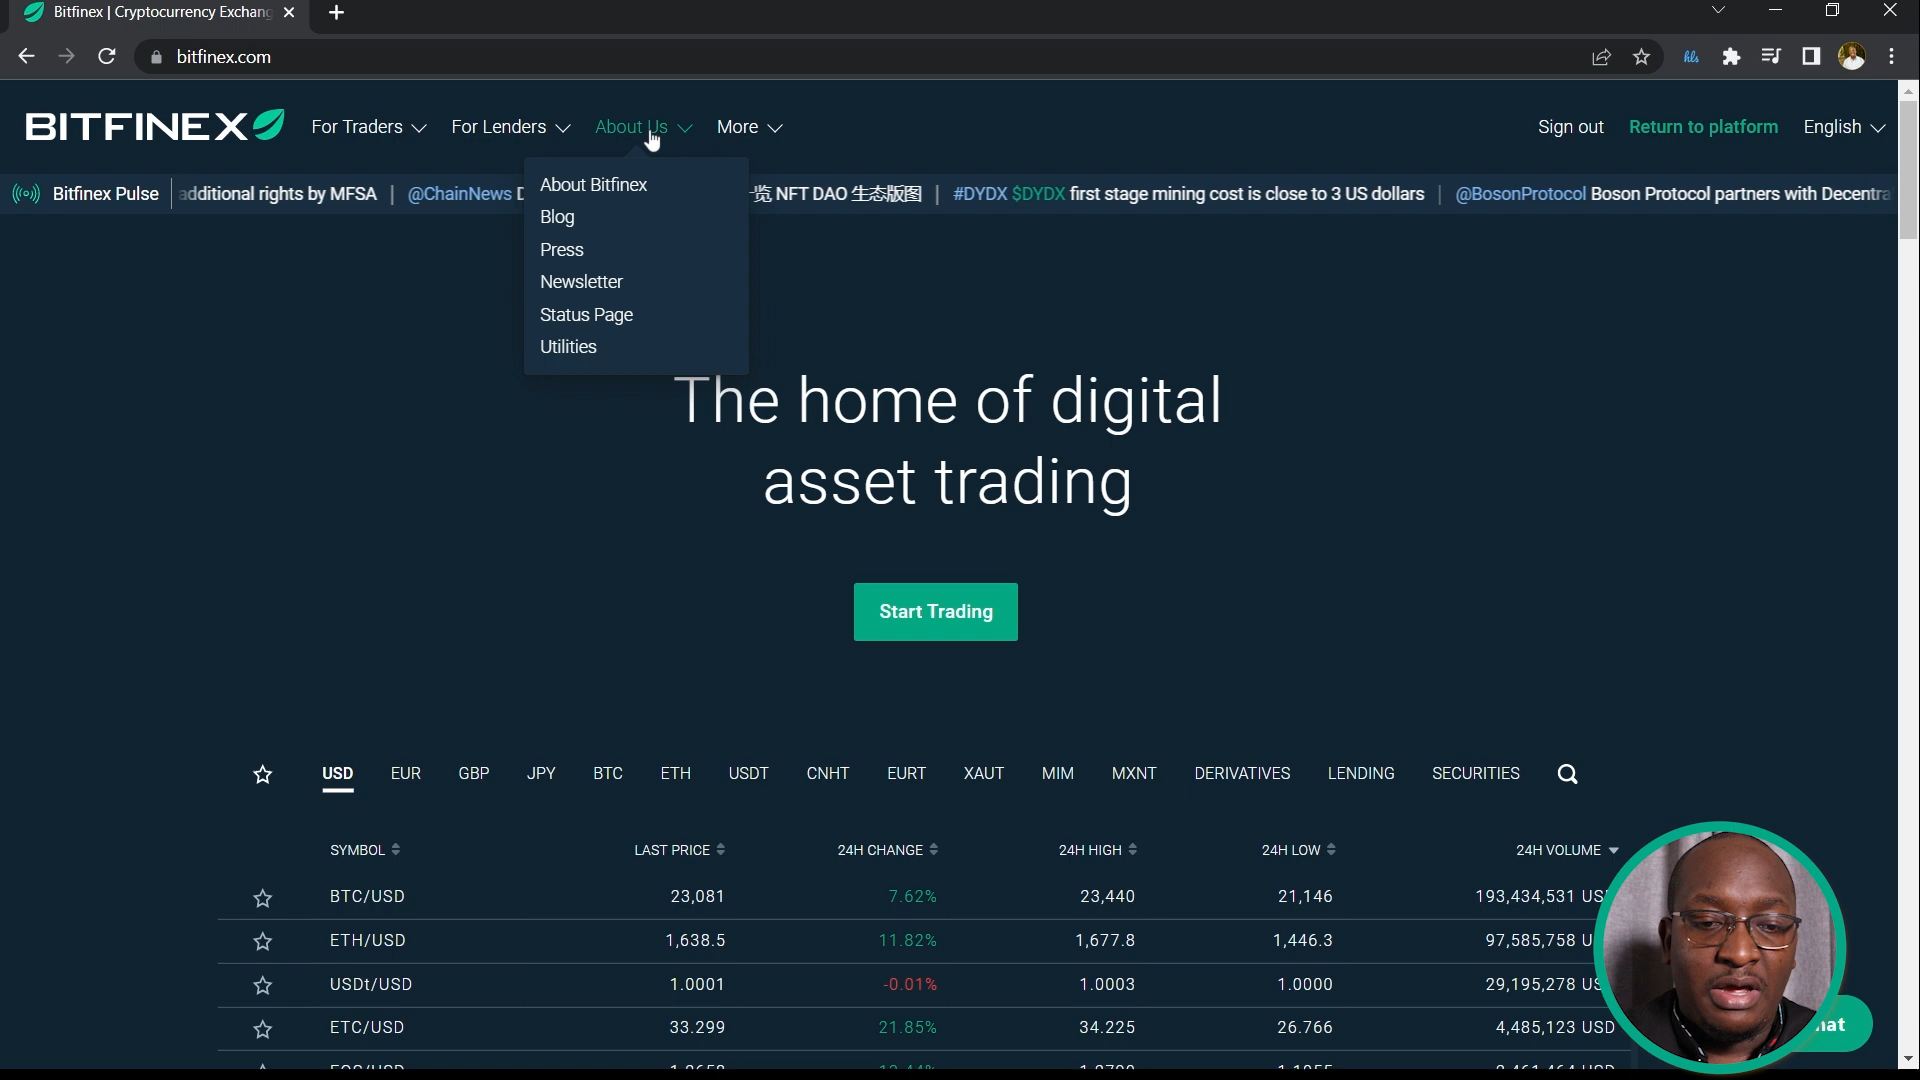 Bitfinex | Cryptocurrency Exchang
bitfinex.com
BITFINEX
For Traders
For Lenders
About Us
More
Sign out
Return to platform
English
Bitfinex Pulse
additional rights by MFSA | @ChainNews
览 NFT DAO 生态版图 | #DYDX $DYDX first stage mining cost is close to 3 US dollars | @BosonProtocol Boson Protocol partners with
About Bitfinex
Blog
Press
Newsletter
Status Page
Utilities
The home of digital
asset trading
Start Trading
USD EUR GBP JPY BTC ETH USDT CNHT EURT XAUT MIM MXNT DERIVATIVES LENDING SECURITIES
SYMBOL LAST PRICE 24H CHANGE 24H HIGH 24H LOW 24H VOLUME
BTC/USD 23,081 7.62% 23,440 21,146 193,434,531
ETH/USD 1,638.5 11.82% 1,677.8 1,446.3 97,585,758
USDt/USD 1.0001 -0.01% 1.0003 1.0000 29,195,278
ETC/USD 33.299 21.85% 34.225 26.766 4,485,123 USD